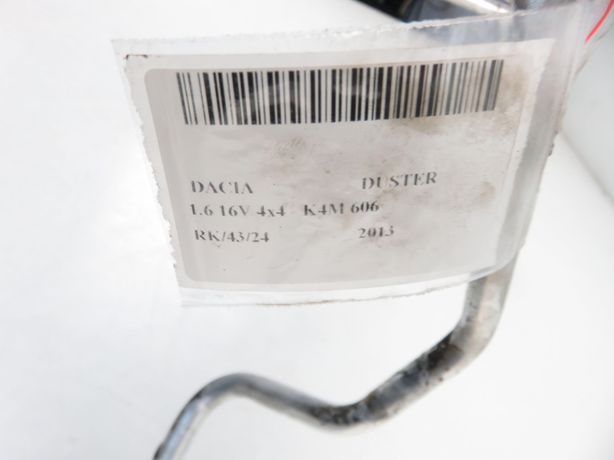 DACIA DUSTER
1.6 16V 4x4 K4M 606
RK/43/24 2013